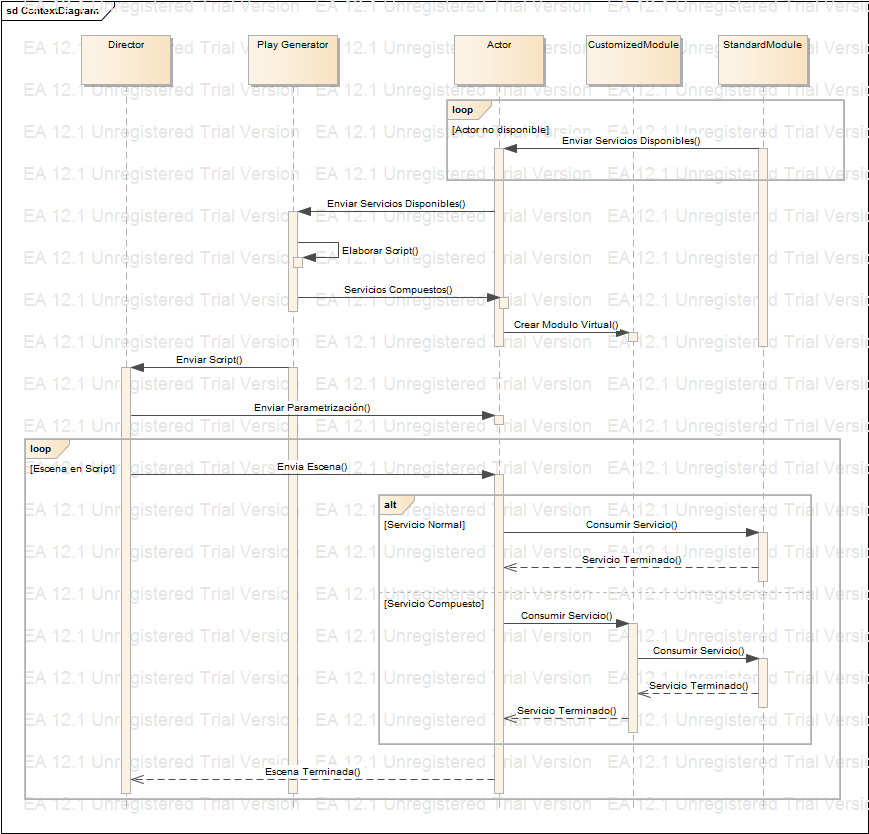 sd ContextDiagram
Director
Play Generator
Actor
CustomizedModule
StandardModule
loop
[Actor no disponible]
Enviar Servicios Disponibles()
Enviar Servicios Disponibles()
Elaborar Script()
Servicios Compuestos()
Crear Modulo Virtual()
Enviar Script()
Enviar Parametrización()
loop
[Escena en Script]
Envia Escena()
alt
[Servicio Normal]
Consumir Servicio()
Servicio Terminado()
[Servicio Compuesto]
Consumir Servicio()
Consumir Servicio()
Servicio Terminado()
Servicio Terminado()
Escena Terminada()
EA 12.1 Unregistered Trial Version